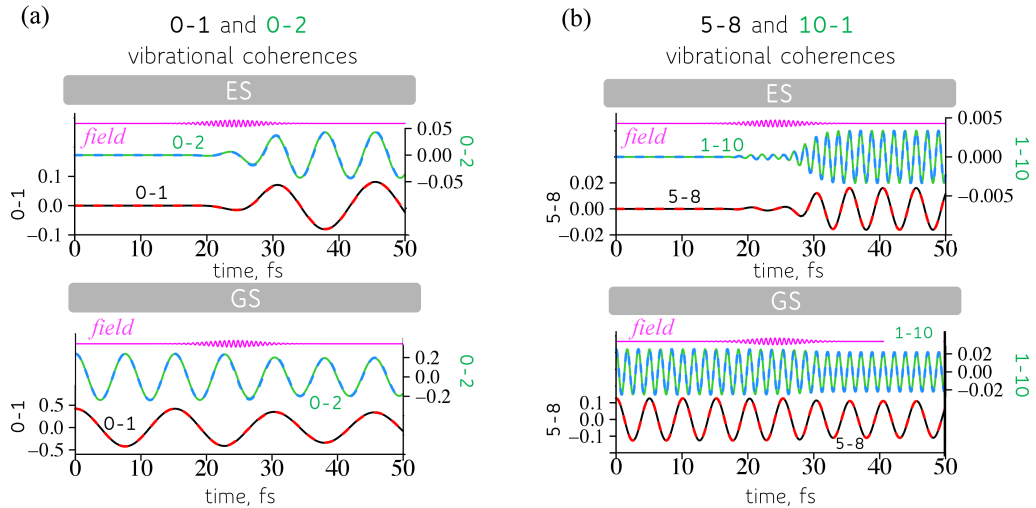 (a)
0-1 and 0-2
vibrational coherences
ES
field
0-2
0-1
0.1
0.0
−0.1
0-1
0.05
0.00
−0.05
0-2
0 10 20 30 40 50
time, fs
GS
field
0-1
0-2
0.5
0.0
−0.5
0-1
0.2
0.0
−0.2
0-2
0 10 20 30 40 50
time, fs
(b)
5-8 and 10-1
vibrational coherences
ES
field
1-10
5-8
0.02
0.00
−0.02
5-8
0.005
0.000
−0.005
1-10
0 10 20 30 40 50
time, fs
GS
field
1-10
5-8
0.1
0.0
−0.1
5-8
0.02
0.00
−0.02
1-10
0 10 20 30 40 50
time, fs